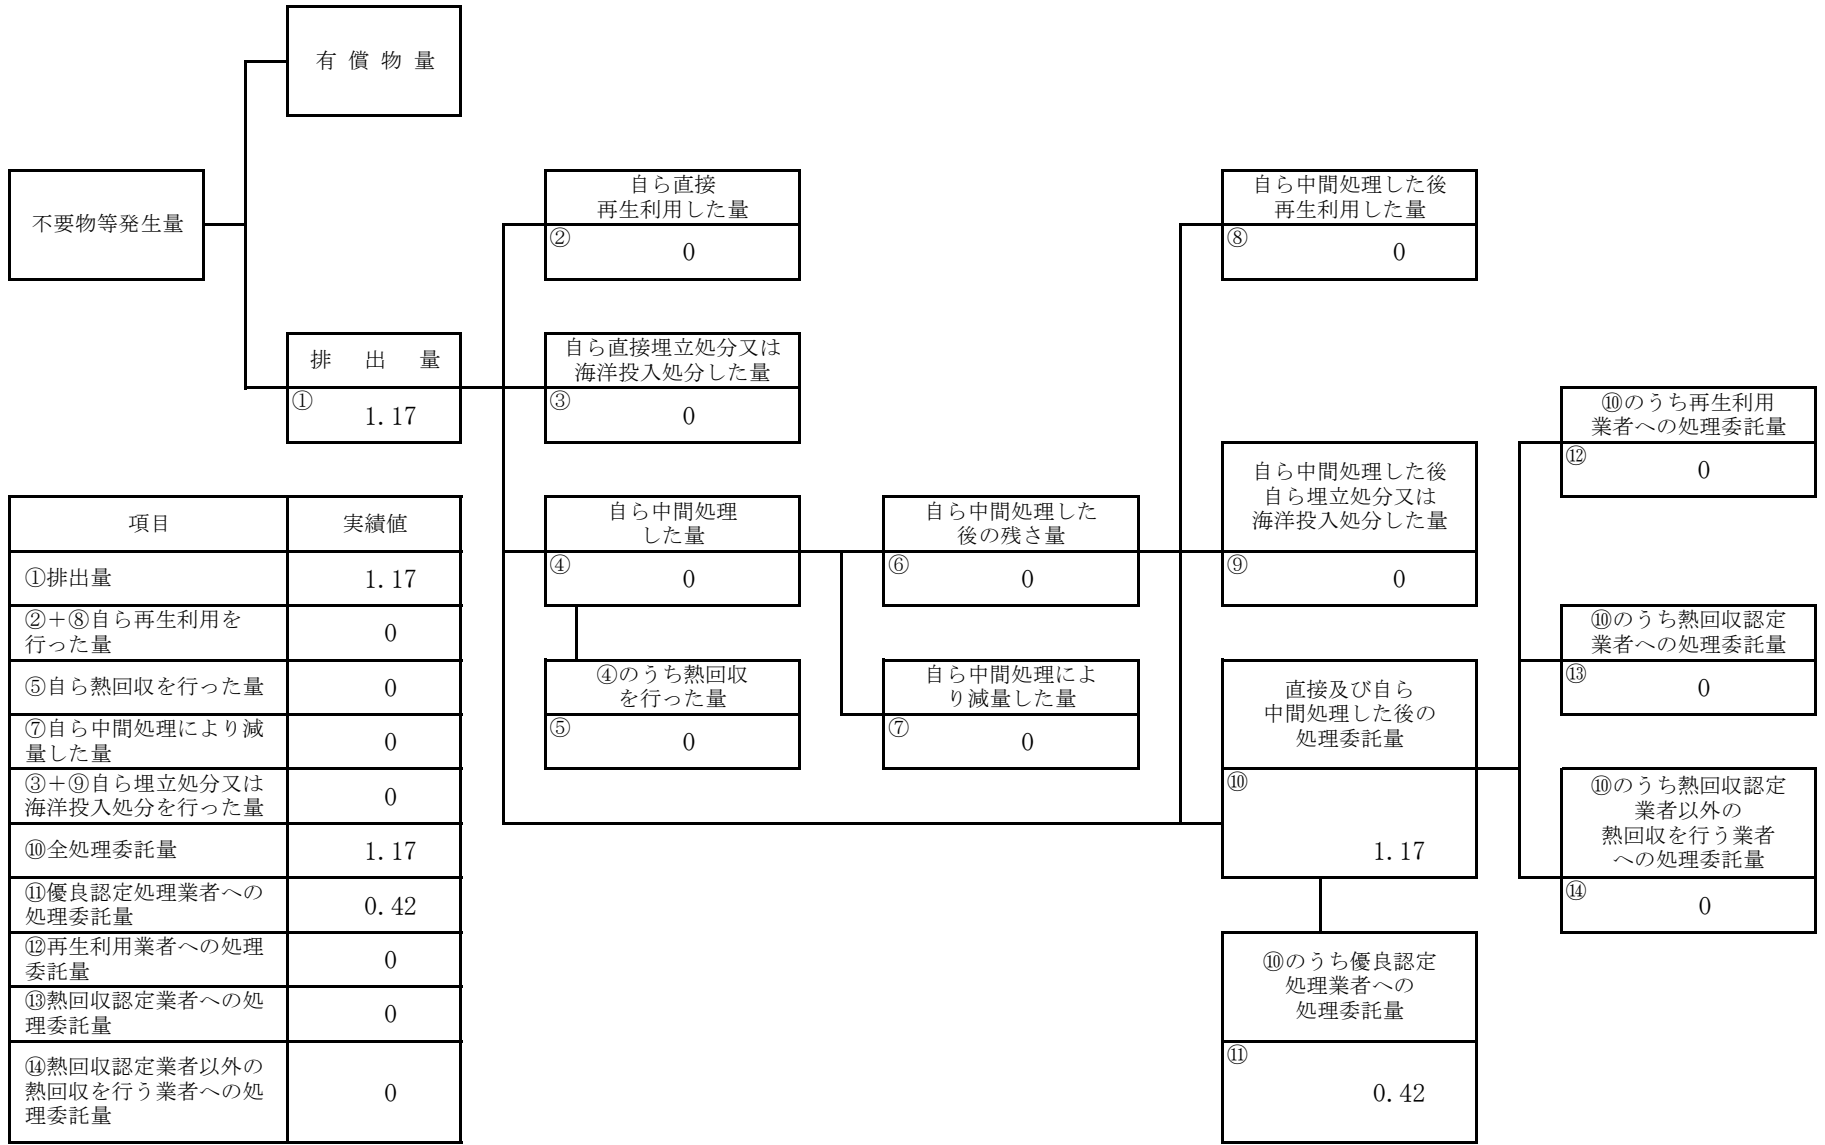 有償物量
不要物等発生量
排出量
①
1.17
自ら直接
再生利用した量
②
0
自ら直接埋立処分又は
海洋投入処分した量
③
0
自ら中間処理
した量
④
0
④のうち熱回収
を行った量
⑤
0
自ら中間処理した
後の残さ量
⑥
0
自ら中間処理によ
り減量した量
⑦
0
自ら中間処理した後
再生利用した量
⑧
0
自ら中間処理した後
自ら埋立処分又は
海洋投入処分した量
⑨
0
直接及び自ら
中間処理した後の
処理委託量
⑩
1.17
⑩のうち優良認定
処理業者への
処理委託量
⑪
0.42
⑩のうち再生利用
業者への処理委託量
⑫
0
⑩のうち熱回収認定
業者への処理委託量
⑬
0
⑩のうち熱回収認定
業者以外の
熱回収を行う業者
への処理委託量
⑭
0
項目 実績値
①排出量 1.17
②＋⑧自ら再生利用を
行った量 0
⑤自ら熱回収を行った量 0
⑦自ら中間処理により減
量した量 0
③＋⑨自ら埋立処分又は
海洋投入処分を行った量 0
⑩全処理委託量 1.17
⑪優良認定処理業者への
処理委託量 0.42
⑫再生利用業者への処理
委託量 0
⑬熱回収認定業者への処
理委託量 0
⑭熱回収認定業者以外の
熱回収を行う業者への処
理委託量 0